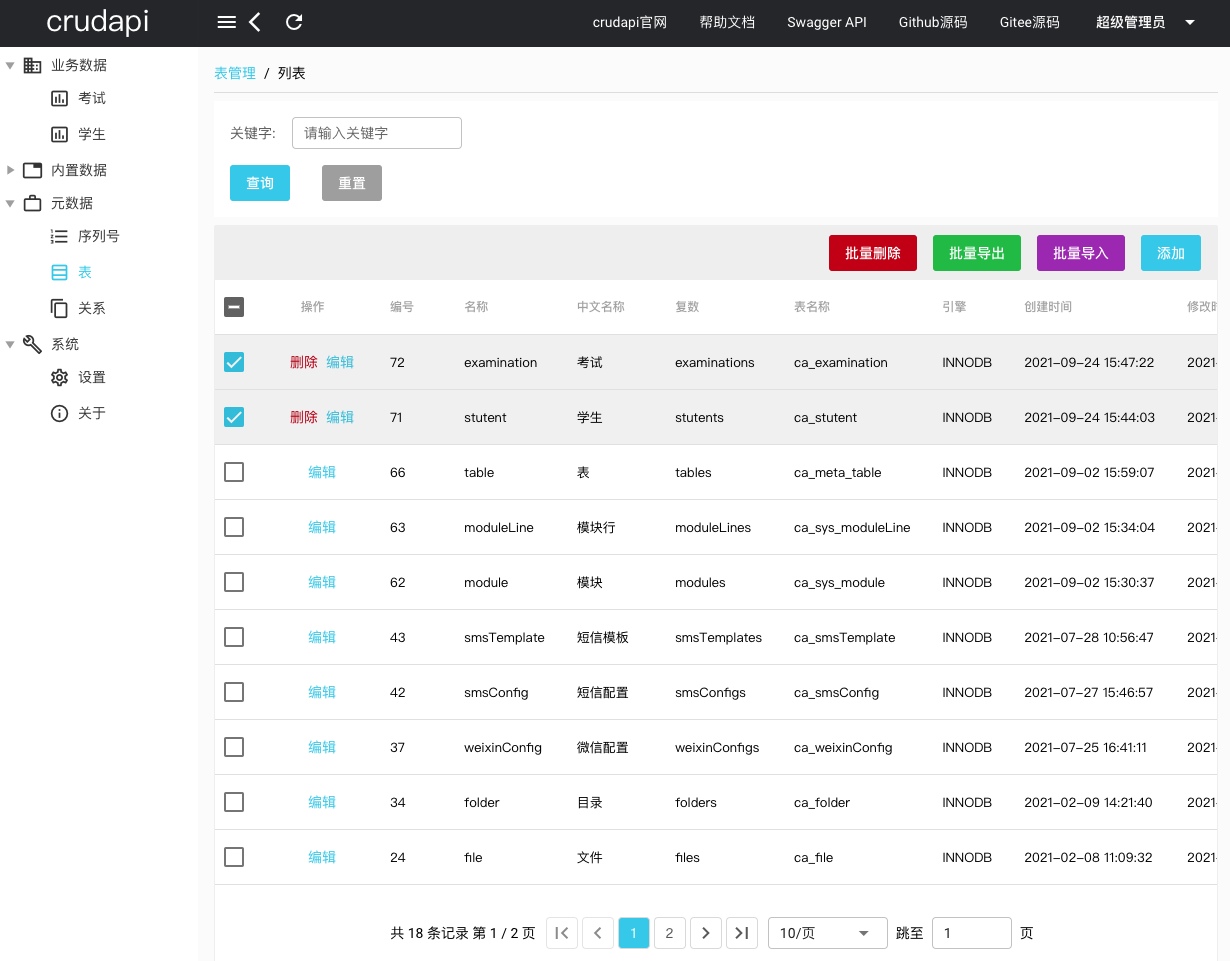 crudapi crudapi官网 帮助文档 Swagger API Github源码 Gitee源码 超级管理员
业务数据
考试
学生
内置数据
元数据
序列号
表
关系
系统
设置
关于
表管理 / 列表
关键字: 请输入关键字
查询 重置
批量删除 批量导出 批量导入 添加
操作 编号 名称 中文名称 复数 表名称 引擎 创建时间 修改时
删除 编辑 72 examination 考试 examinations ca_examination INNODB 2021-09-24 15:47:22 2021-
删除 编辑 71 stutent 学生 stutents ca_stutent INNODB 2021-09-24 15:44:03 2021-
编辑 66 table 表 tables ca_meta_table INNODB 2021-09-02 15:59:07 2021-
编辑 63 moduleLine 模块行 moduleLines ca_sys_moduleLine INNODB 2021-09-02 15:34:04 2021-
编辑 62 module 模块 modules ca_sys_module INNODB 2021-09-02 15:30:37 2021-
编辑 43 smsTemplate 短信模板 smsTemplates ca_smsTemplate INNODB 2021-07-28 10:56:47 2021-
编辑 42 smsConfig 短信配置 smsConfigs ca_smsConfig INNODB 2021-07-27 15:46:57 2021-
编辑 37 weixinConfig 微信配置 weixinConfigs ca_weixinConfig INNODB 2021-07-25 16:41:11 2021-
编辑 34 folder 目录 folders ca_folder INNODB 2021-02-09 14:21:40 2021-
编辑 24 file 文件 files ca_file INNODB 2021-02-08 11:09:32 2021-
共 18 条记录 第 1 / 2 页 1 2 10/页 跳至 1 页